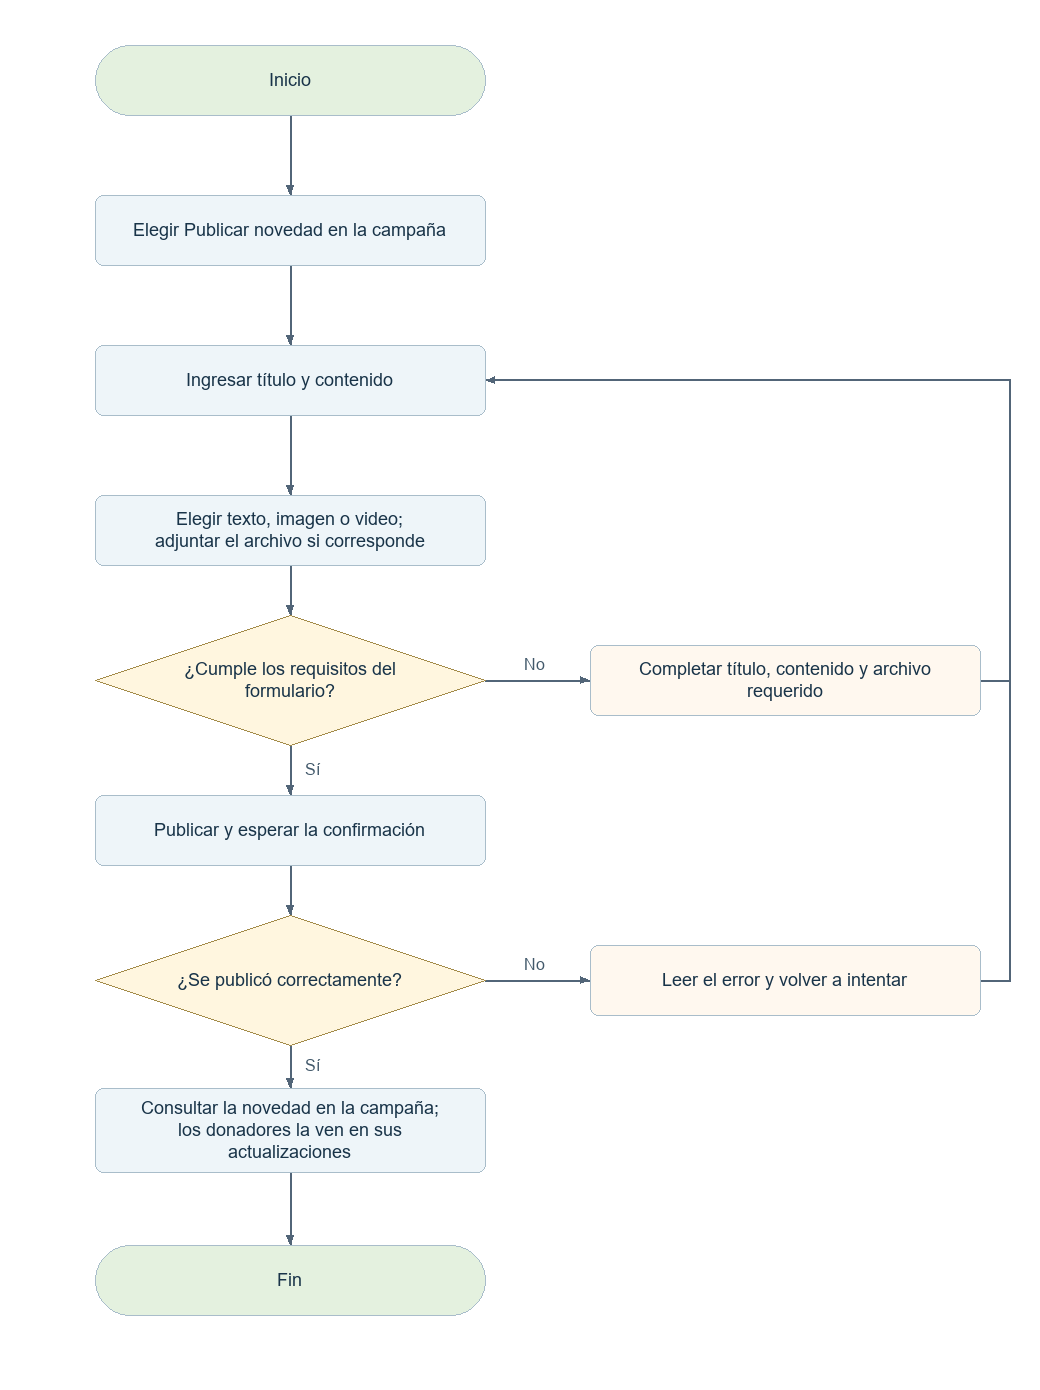 Inicio
Elegir Publicar novedad en la campaña
Ingresar título y contenido
Elegir texto, imagen o video;
adjuntar el archivo si corresponde
¿Cumple los requisitos del
formulario?
No
Completar título, contenido y archivo
requerido
Sí
Publicar y esperar la confirmación
¿Se publicó correctamente?
No
Leer el error y volver a intentar
Sí
Consultar la novedad en la campaña;
los donadores la ven en sus
actualizaciones
Fin